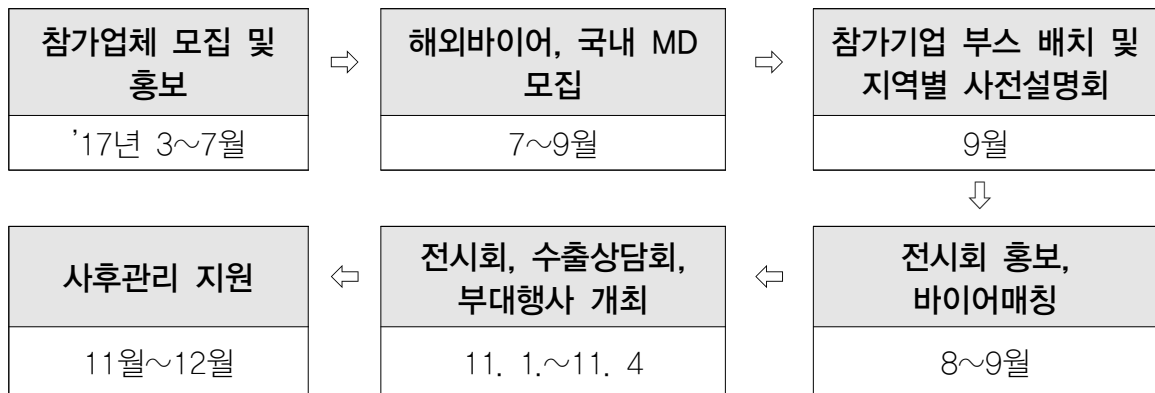 참가업체 모집 및
홍보
'17년 3～7월
⇨
해외바이어, 국내 MD
모집
7～9월
⇨
참가기업 부스 배치 및
지역별 사전설명회
9월
⇩
전시회 홍보,
바이어매칭
8～9월
⇦
전시회, 수출상담회,
부대행사 개최
11. 1.～11. 4
⇦
사후관리 지원
11월～12월